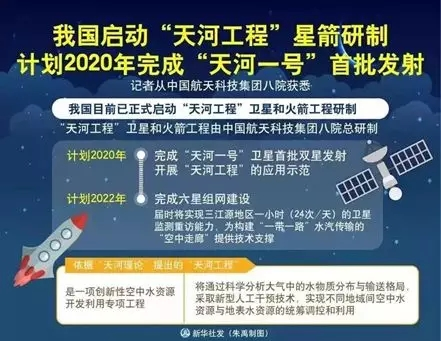 我国启动“天河工程”星箭研制
计划2020年完成“天河一号”首批发射
记者从中国航天科技集团八院获悉
我国目前已正式启动“天河工程”卫星和火箭工程研制
“天河工程”卫星和火箭工程由中国航天科技集团八院总研制
计划2020年
完成“天河一号”卫星首批双星发射
开展“天河工程”的应用示范
计划2022年
完成六星组网建设
届时将实现三江源地区一小时（24次/天）的卫星
监测重访能力，为构建“一带一路”水汽传输的
“空中走廊”提供技术支撑
依据“天河理论”提出的“天河工程”
是一项创新性空中水资源
开发利用专项工程
将通过科学分析大气中的水物质分布与输送格局，
采取新型人工干预技术，实现不同地域间空中水
资源与地表水资源的统筹调控和利用
新华社发（朱禹制图）